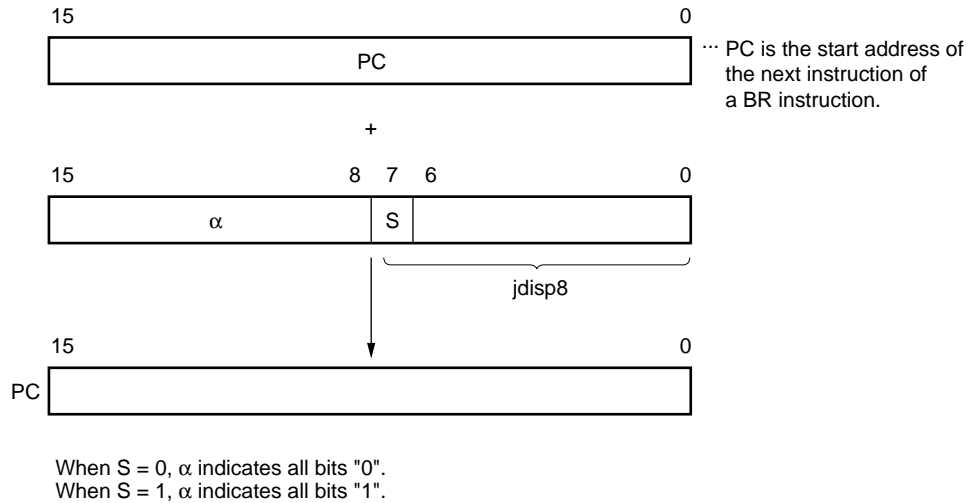 15 0
PC
... PC is the start address of
the next instruction of
a BR instruction.
+
15 8 7 6 0
α S
jdisp8
15 0
PC
When S = 0, α indicates all bits "0".
When S = 1, α indicates all bits "1".